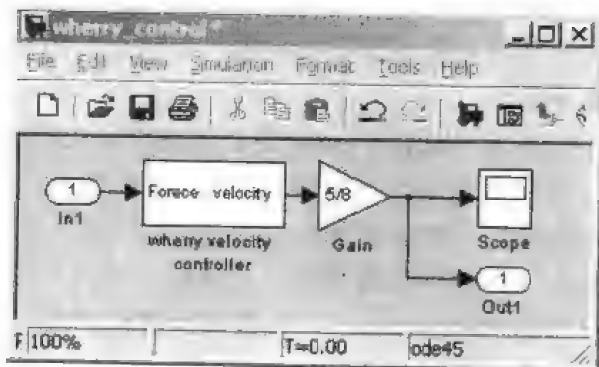 wherry_control *
File Edit View Simulation Format Tools Help
1
In1
Foroce velocity
wherry velocity
controller
5/8
Gain
Scope
1
Out1
F 100% T=0.00 ode45